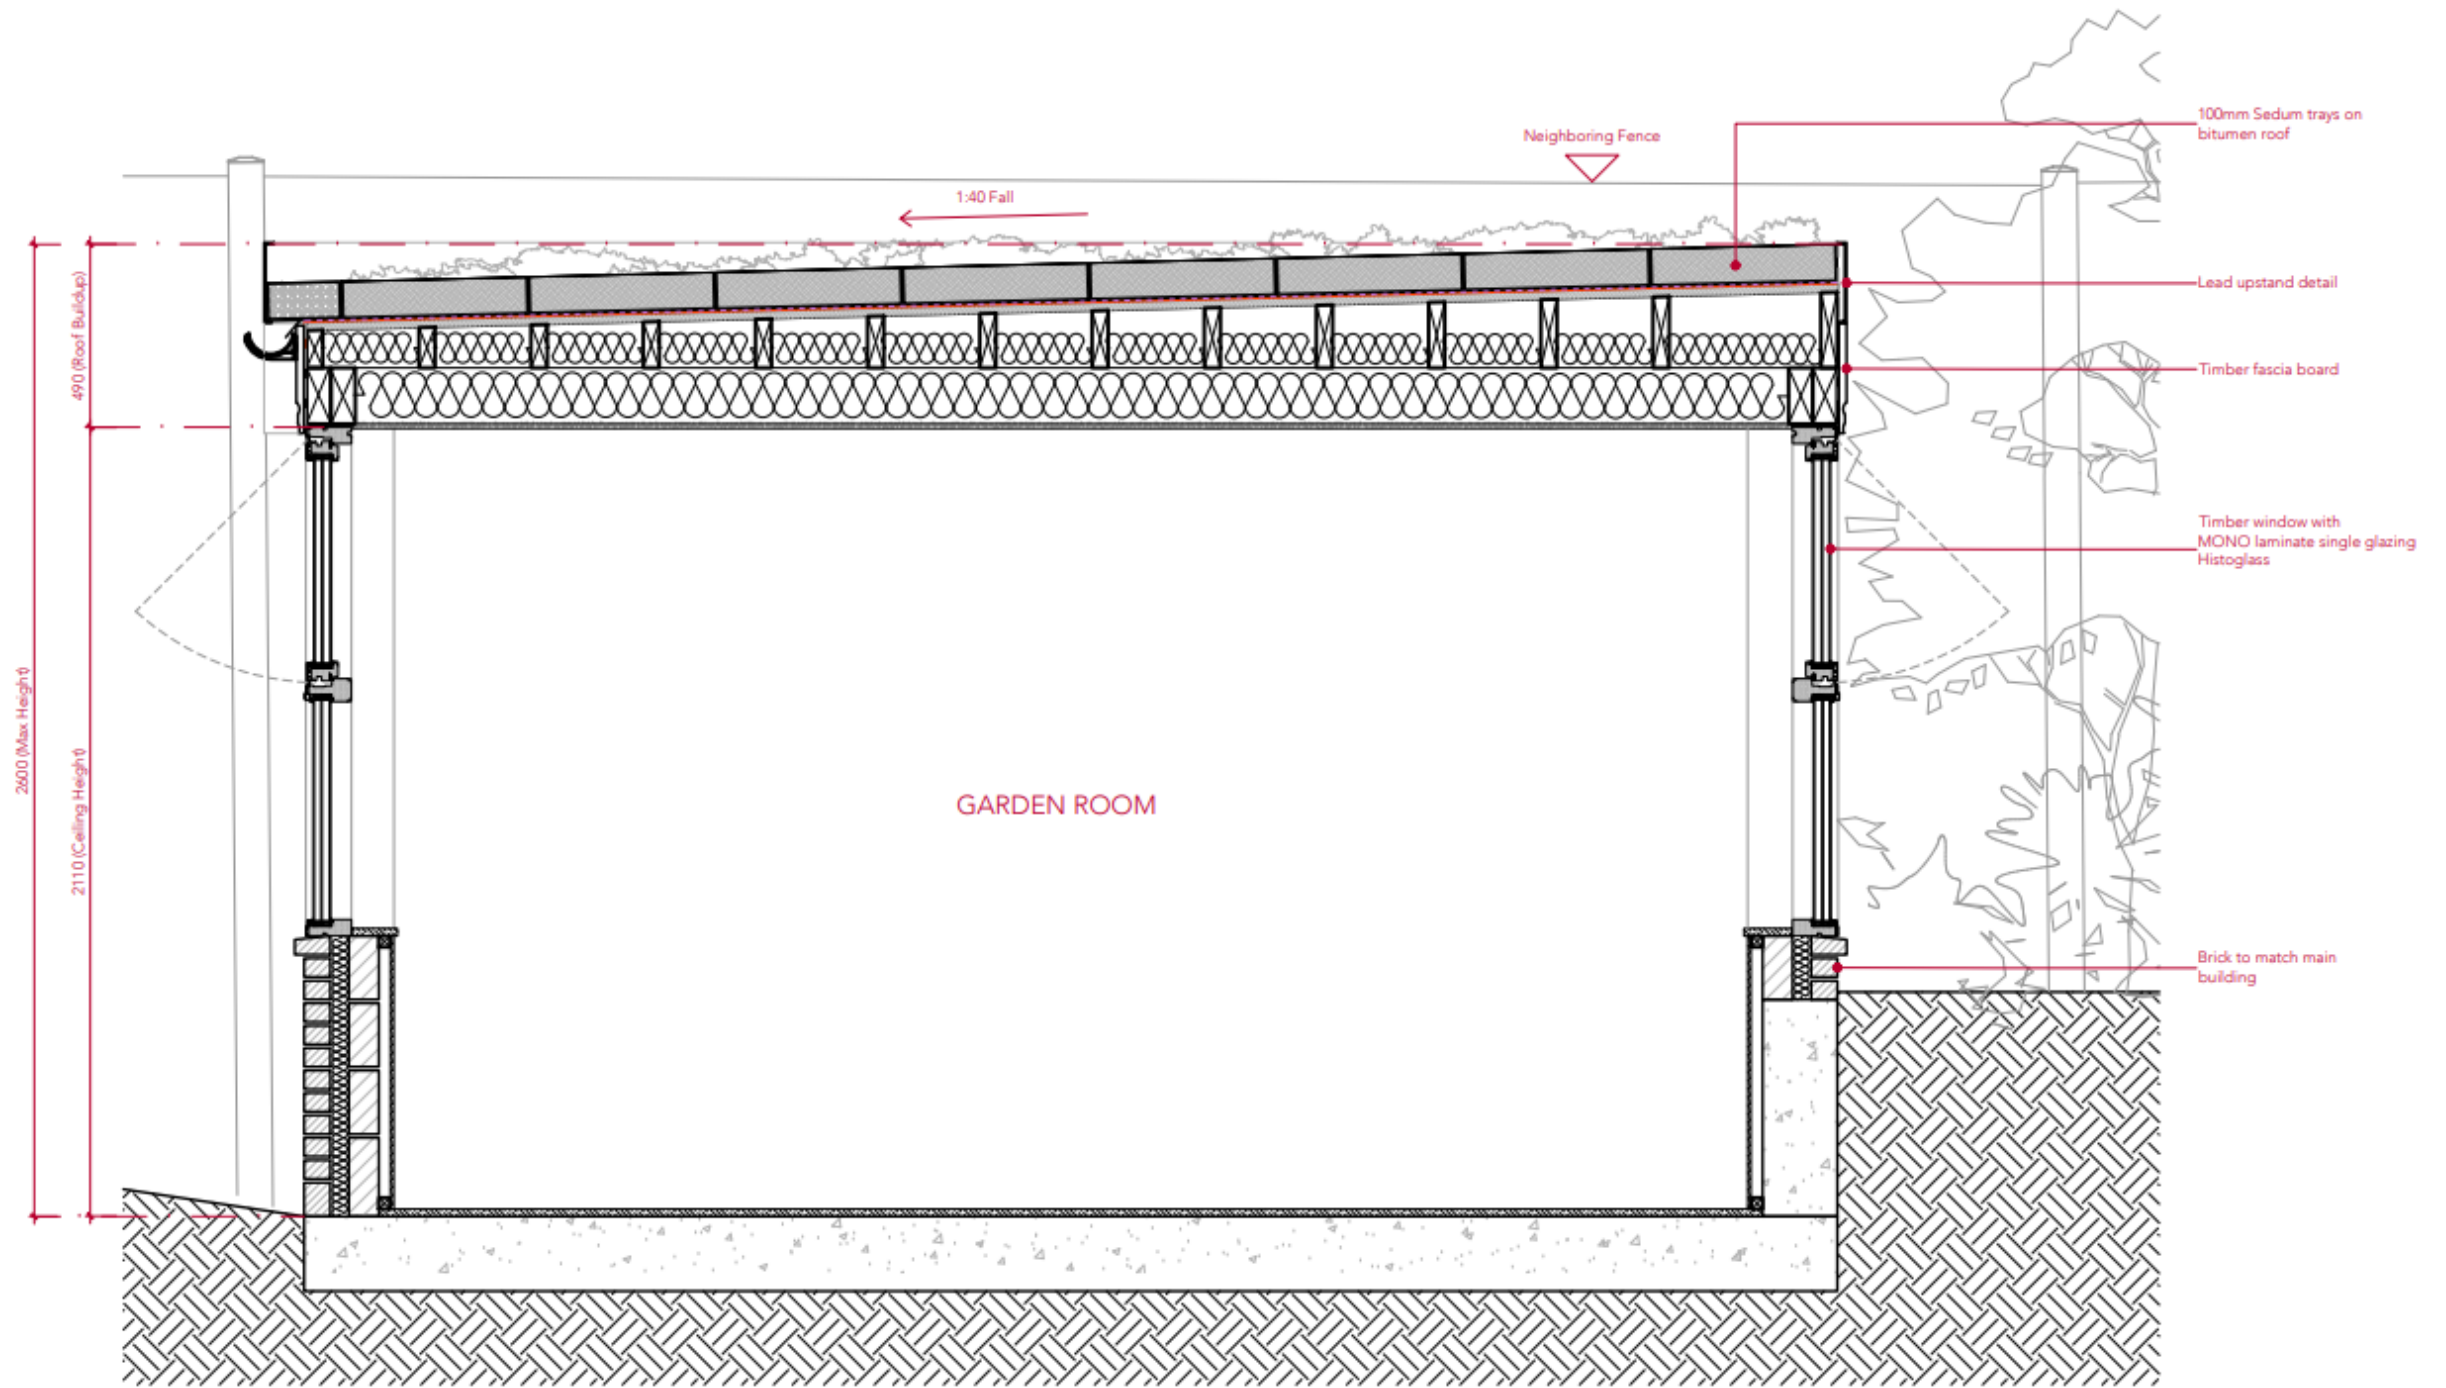 100mm Sedum trays on
bitumen roof
Neighboring Fence
1:40 Fall
Lead upstand detail
490 (Roof Buildup)
Timber fascia board
Timber window with
MONO laminate single glazing
Histoglass
2600 (Max Height)
2110 (Ceiling Height)
GARDEN ROOM
Brick to match main
building